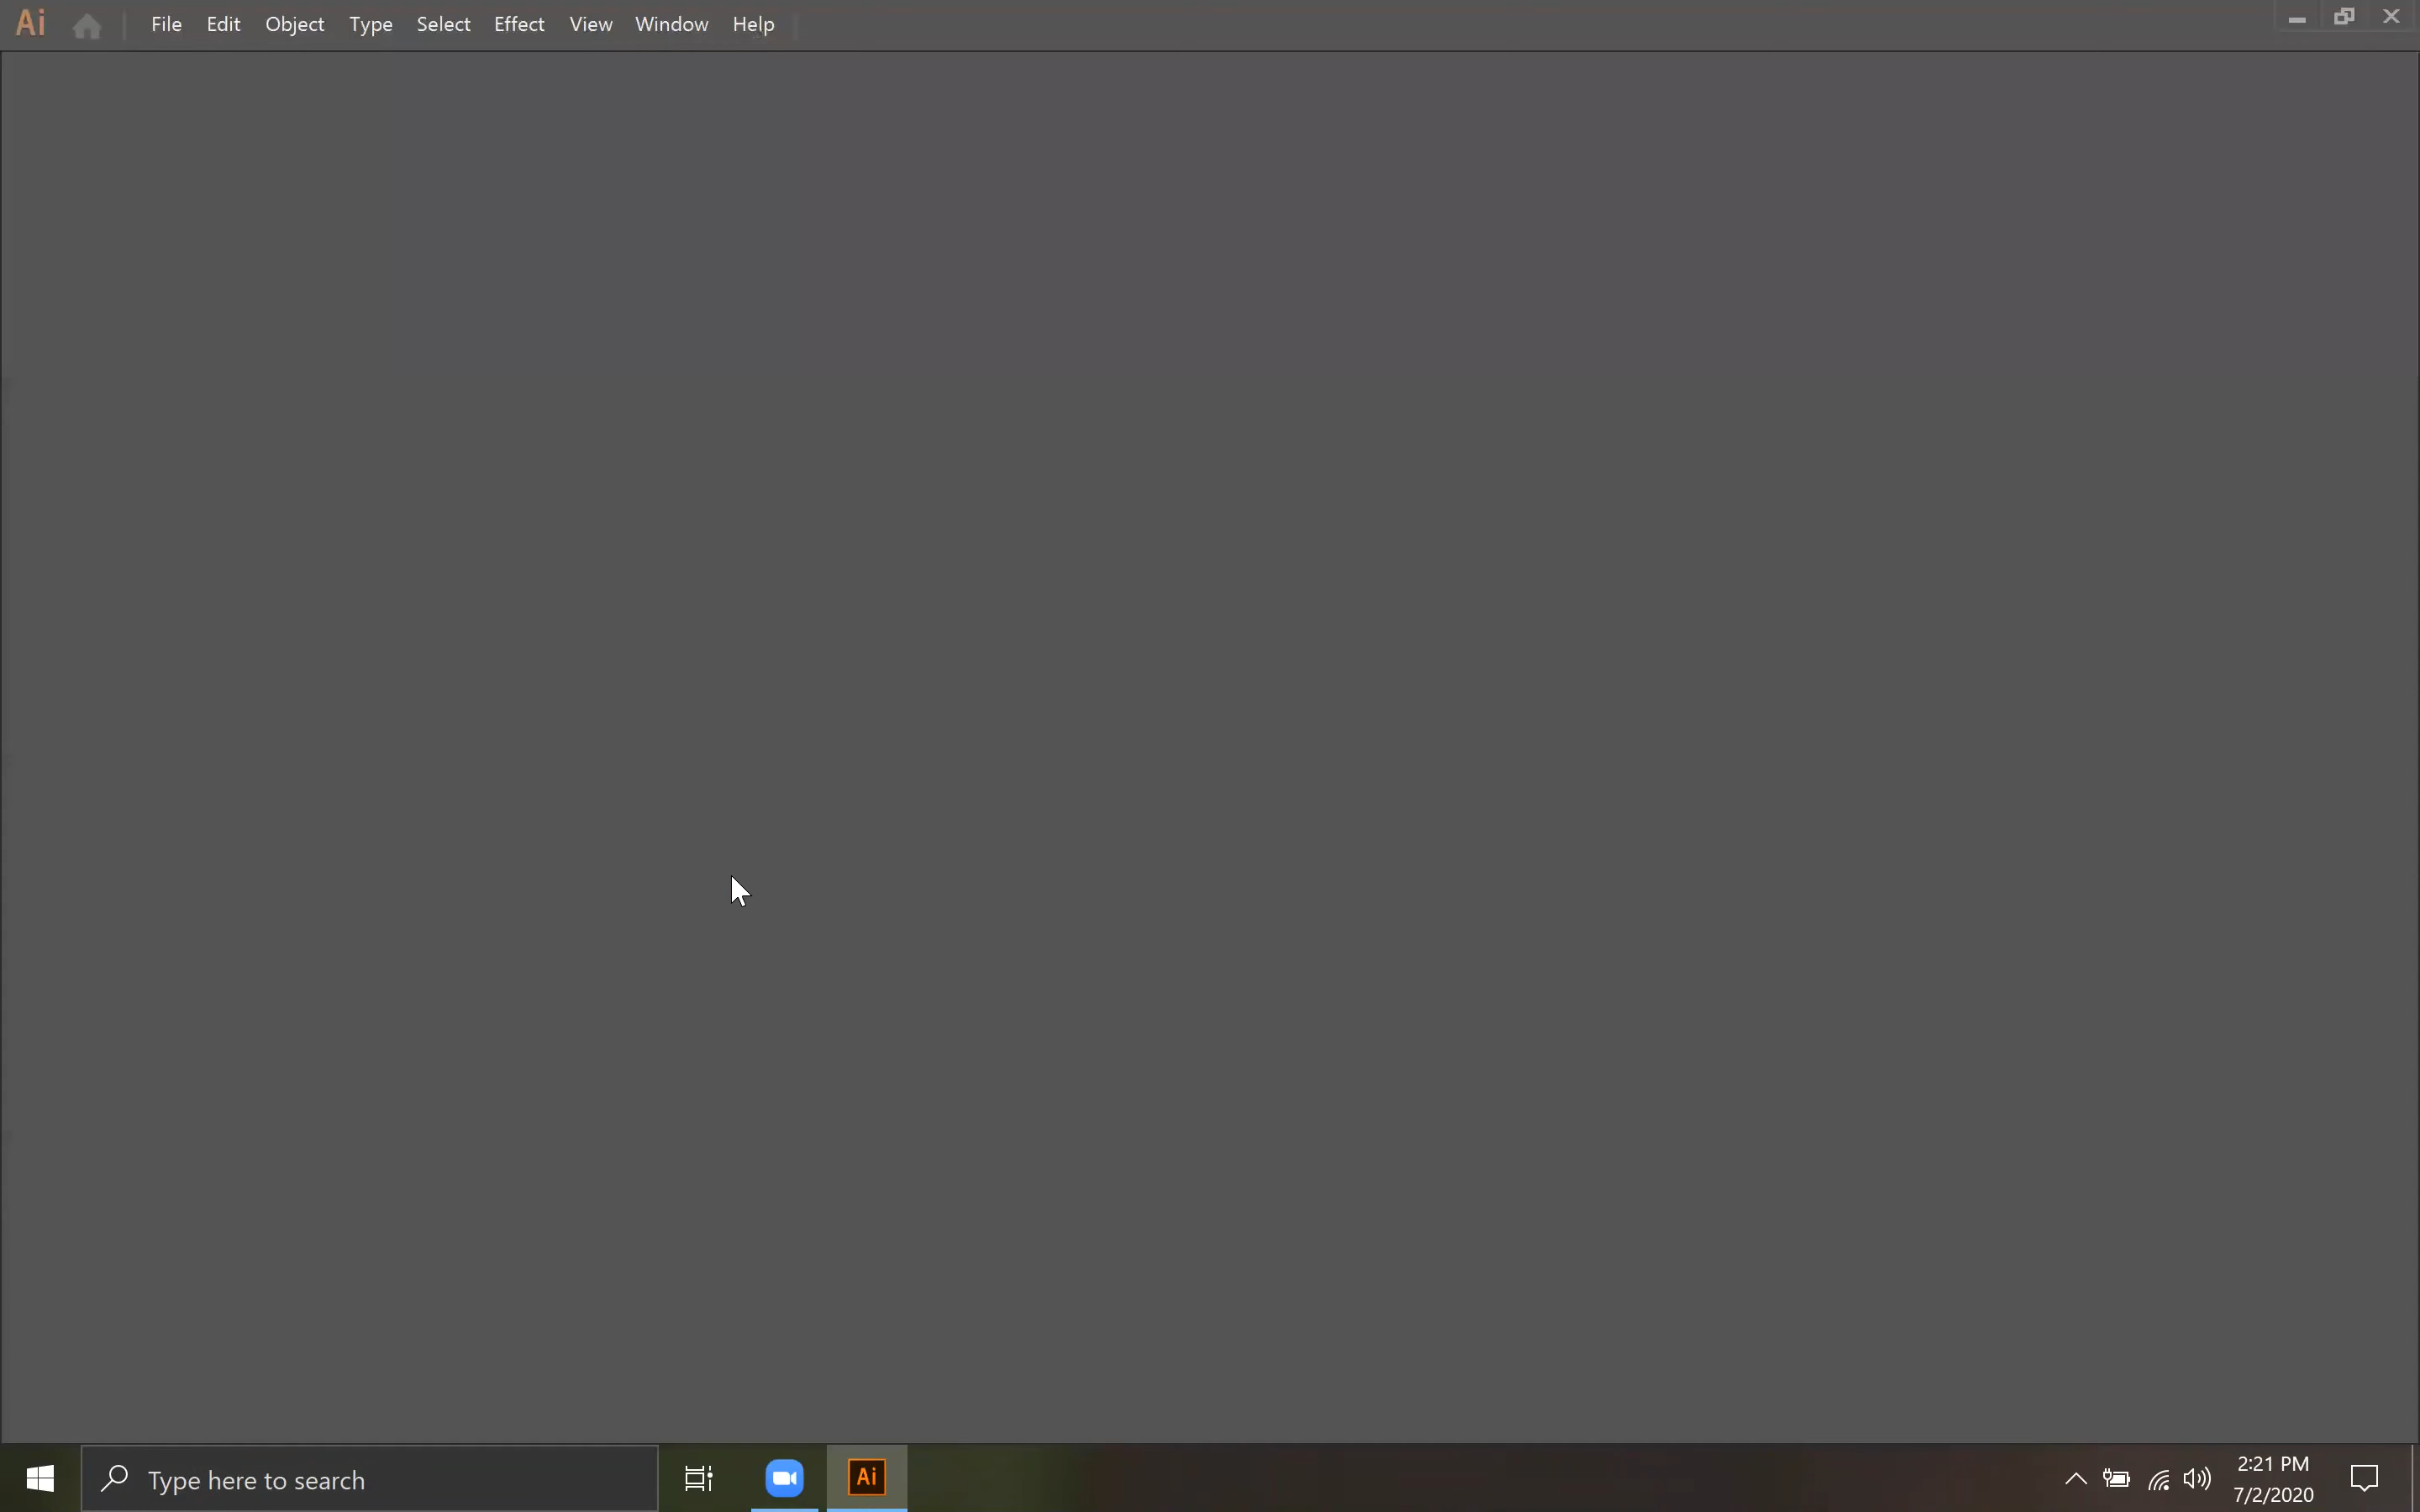 Ai File Edit Object Type Select Effect View Window Help
Type here to search
Ai
2:21 PM
7/2/2020